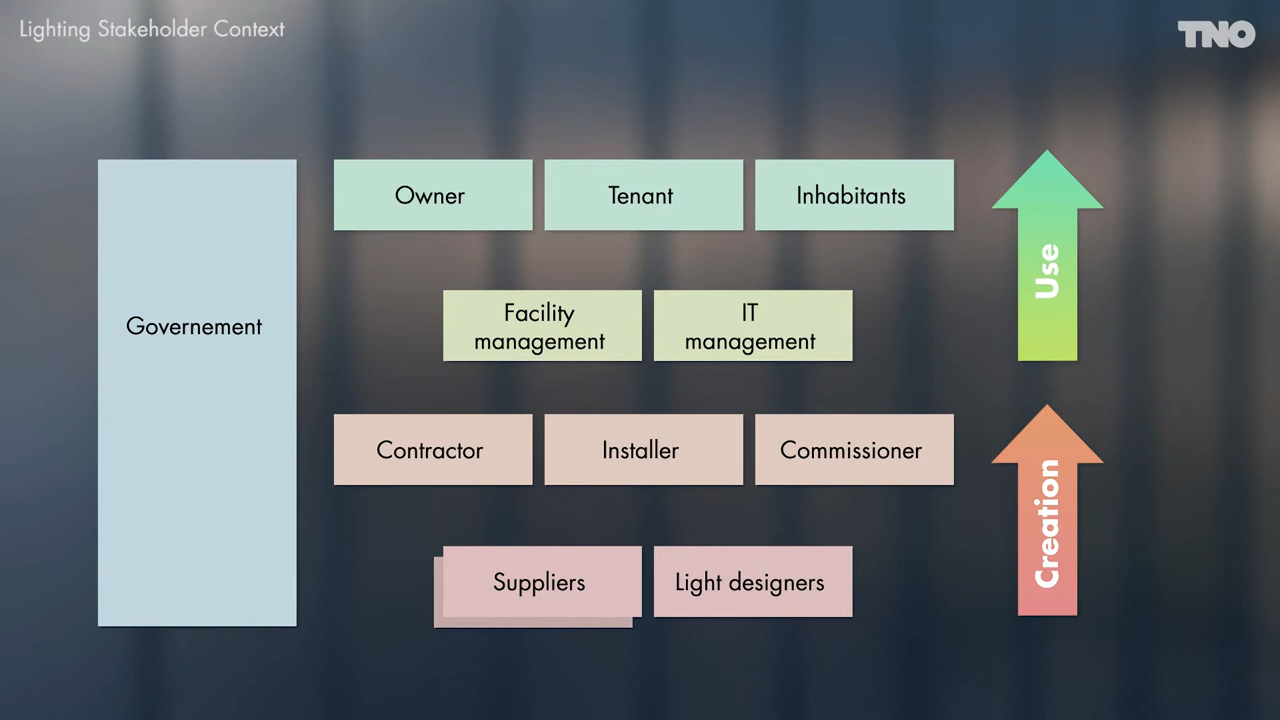 Lighting Stakeholder Context
TNO
Owner
Tenant
Inhabitants
Use
Governement
Facility
management
IT
management
Contractor
Installer
Commissioner
Creation
Suppliers
Light designers